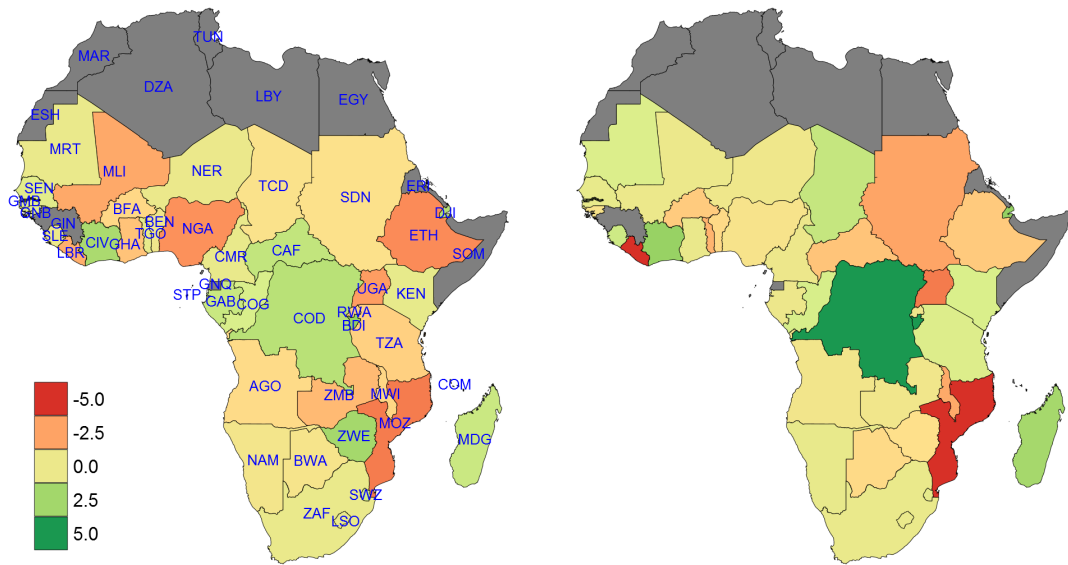 TUN
MAR
DZA
LBY
EGY
ESH
MRT
MLI
NER
TCD
SDN
ERI
SEN
GMB
GNB
GIN
BFA
BEN
DJI
SLE
CIV
GHA
TGO
NGA
ETH
LBR
CMR
CAF
SOM
GNQ
STP
GAB
COG
COD
UGA
KEN
RWA
BDI
TZA
AGO
ZMB
MWI
COM
MOZ
ZWE
MDG
NAM
BWA
SWZ
ZAF
LSO
-5.0
-2.5
0.0
2.5
5.0